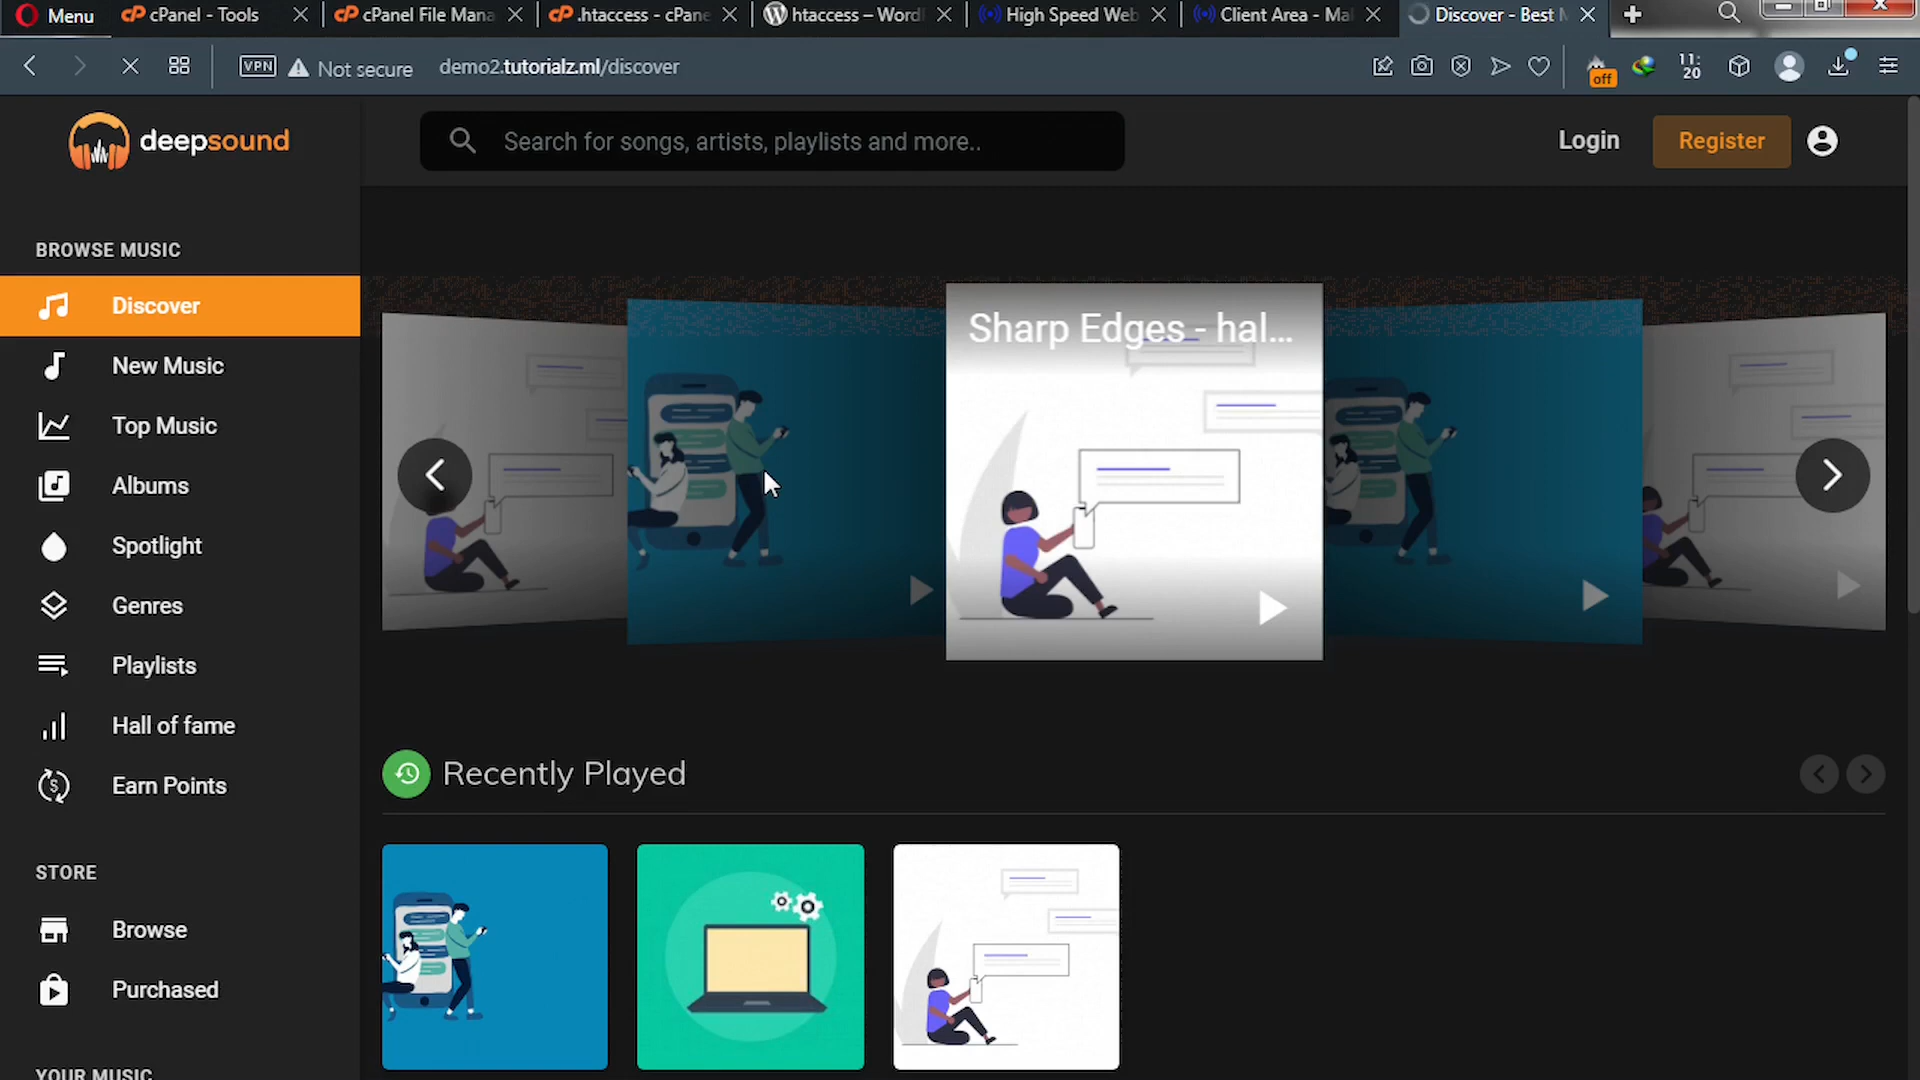 Menu
cPanel - Tools
cPanel File Mana
.htaccess - cPane
htaccess – Word
High Speed Web
Client Area - Mal
Discover - Best M
VPN
Not secure
demo2.tutorialz.ml/discover
off
11:
20
deepsound
Search for songs, artists, playlists and more..
Login
Register
BROWSE MUSIC
Discover
New Music
Top Music
Albums
Spotlight
Genres
Playlists
Hall of fame
Earn Points
STORE
Browse
Purchased
YOUR MUSIC
Sharp Edges - hal...
Recently Played